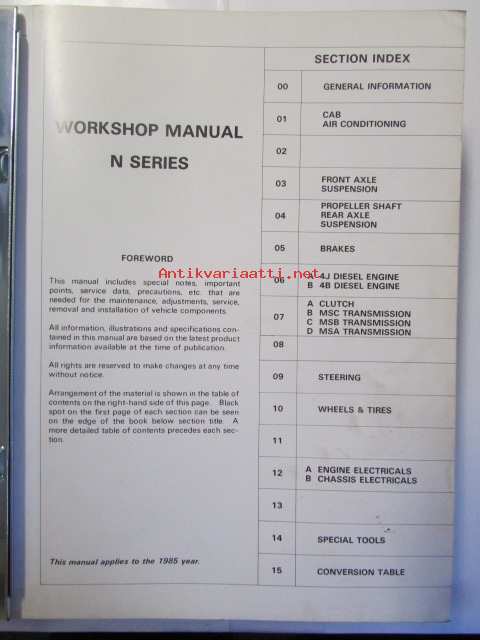 WORKSHOP MANUAL
N SERIES
FOREWORD
This manual includes special notes, important
points, service data, precautions, etc. that are
needed for the maintenance, adjustments, service,
removal and installation of vehicle components.
All information, illustrations and specifications con-
tained in this manual are based on the latest product
information available at the time of publication.
All rights are reserved to make changes at any time
without notice.
Arrangement of the material is shown in the table of
contents on the right-hand side of this page. Black
spot on the first page of each section can be seen
on the edge of the book below section title. A
more detailed table of contents precedes each sec-
tion.
This manual applies to the 1985 year.
SECTION INDEX
00 GENERAL INFORMATION
01 CAB
AIR CONDITIONING
02
03 FRONT AXLE
SUSPENSION
04 PROPELLER SHAFT
REAR AXLE
SUSPENSION
05 BRAKES
06 A 4J DIESEL ENGINE
B 4B DIESEL ENGINE
07 A CLUTCH
B MSC TRANSMISSION
C MSB TRANSMISSION
D MSA TRANSMISSION
08
09 STEERING
10 WHEELS & TIRES
11
12 A ENGINE ELECTRICALS
B CHASSIS ELECTRICALS
13
14 SPECIAL TOOLS
15 CONVERSION TABLE
Antikvariaatti.net